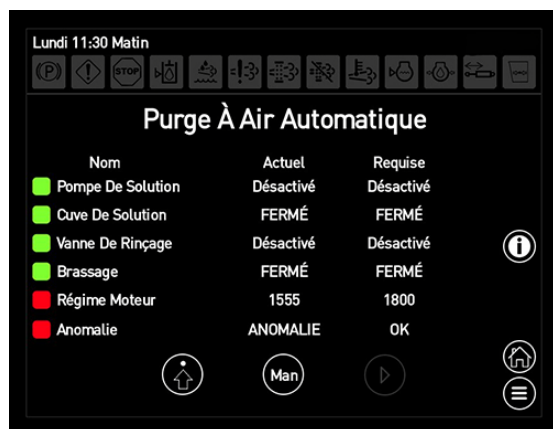 Lundi 11:30 Matin
(P) STOP
Purge À Air Automatique
Nom Actuel Requise
Pompe De Solution Désactivé Désactivé
Cuve De Solution FERMÉ FERMÉ
Vanne De Rinçage Désactivé Désactivé
Brassage FERMÉ FERMÉ
Régime Moteur 1555 1800
Anomalie ANOMALIE OK
Man